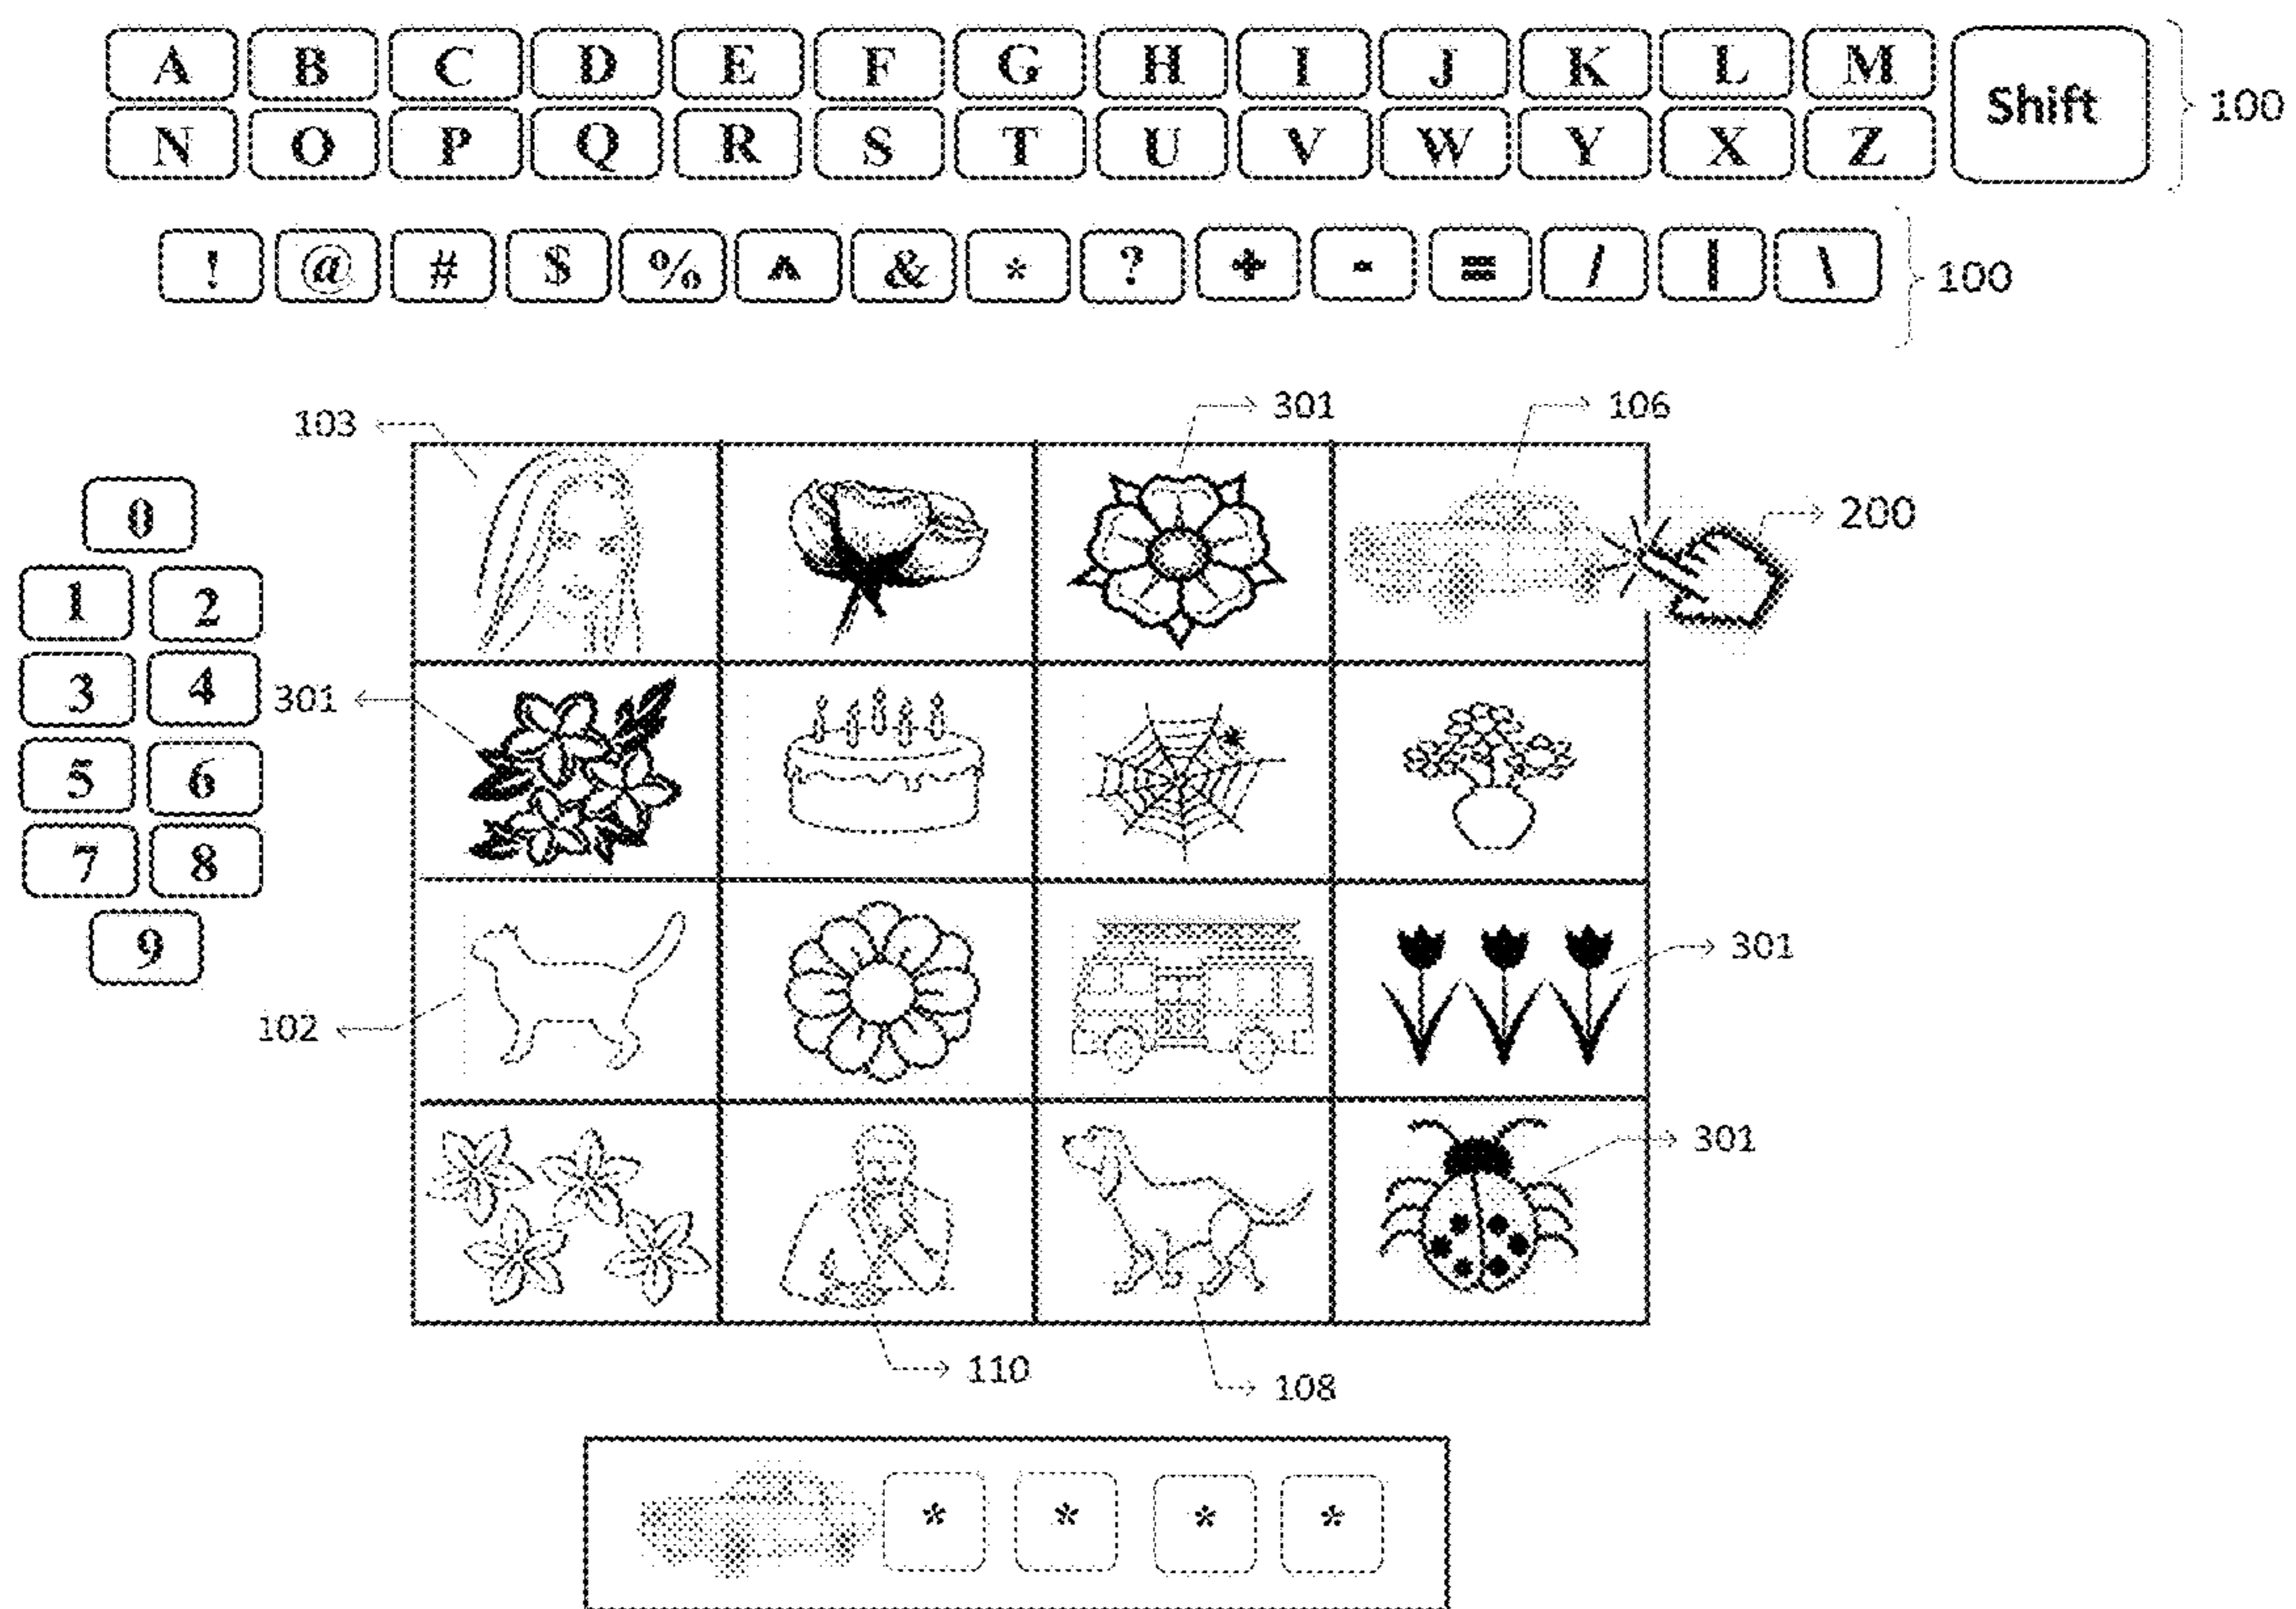 A B C D E F G H I J K L M Shift 100
N O P Q R S T U V W Y X Z
! @ # $ % ^ & * ? + - = / | \ 100
103 301 106
200
0
1 2
3 4
301
5 6
7 8
9
301
102
301
110
108
* * * *